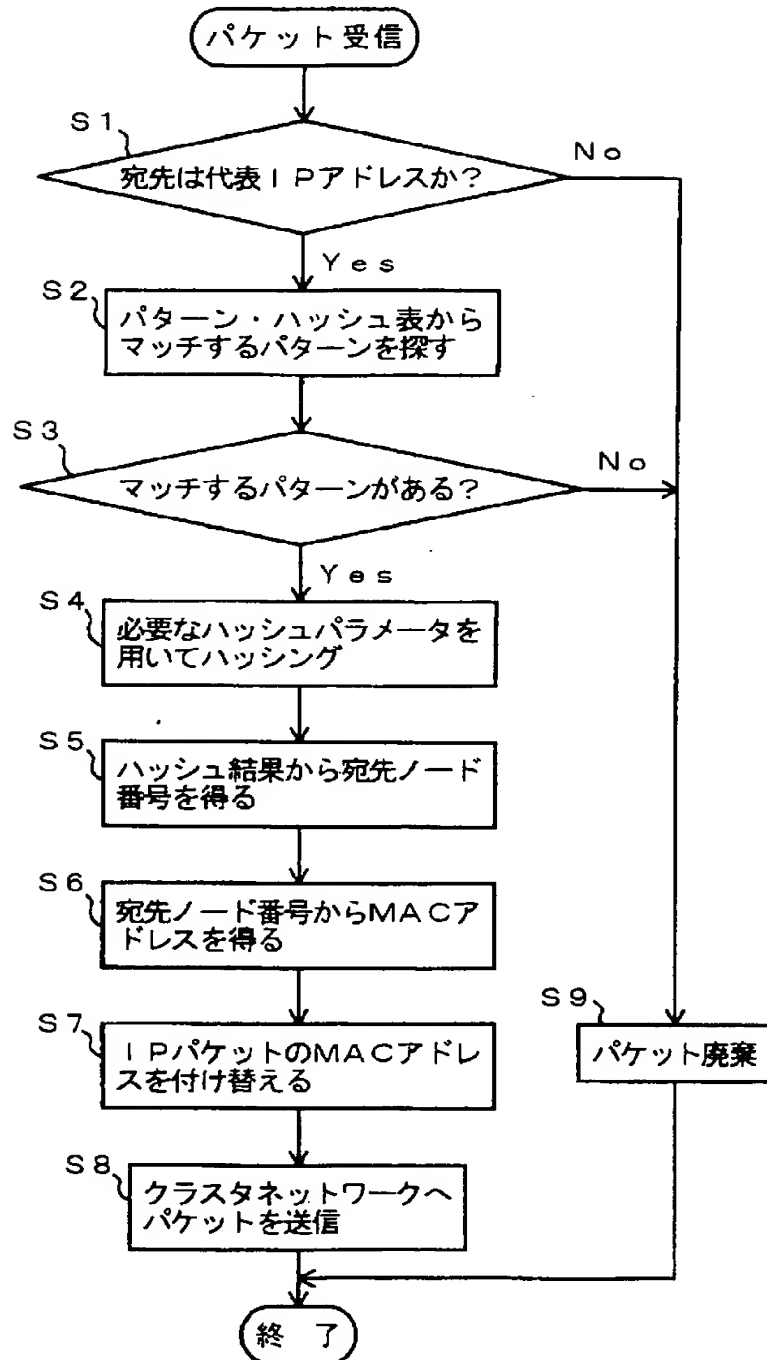 パケット受信
S1
宛先は代表IPアドレスか?
No
Yes
S2
パターン・ハッシュ表から
マッチするパターンを探す
S3
マッチするパターンがある?
No
Yes
S4
必要なハッシュパラメータを
用いてハッシング
S5
ハッシュ結果から宛先ノード
番号を得る
S6
宛先ノード番号からMACア
ドレスを得る
S7
IPパケットのMACアドレ
スを付け替える
S9
パケット廃棄
S8
クラスタネットワークへ
パケットを送信
終了